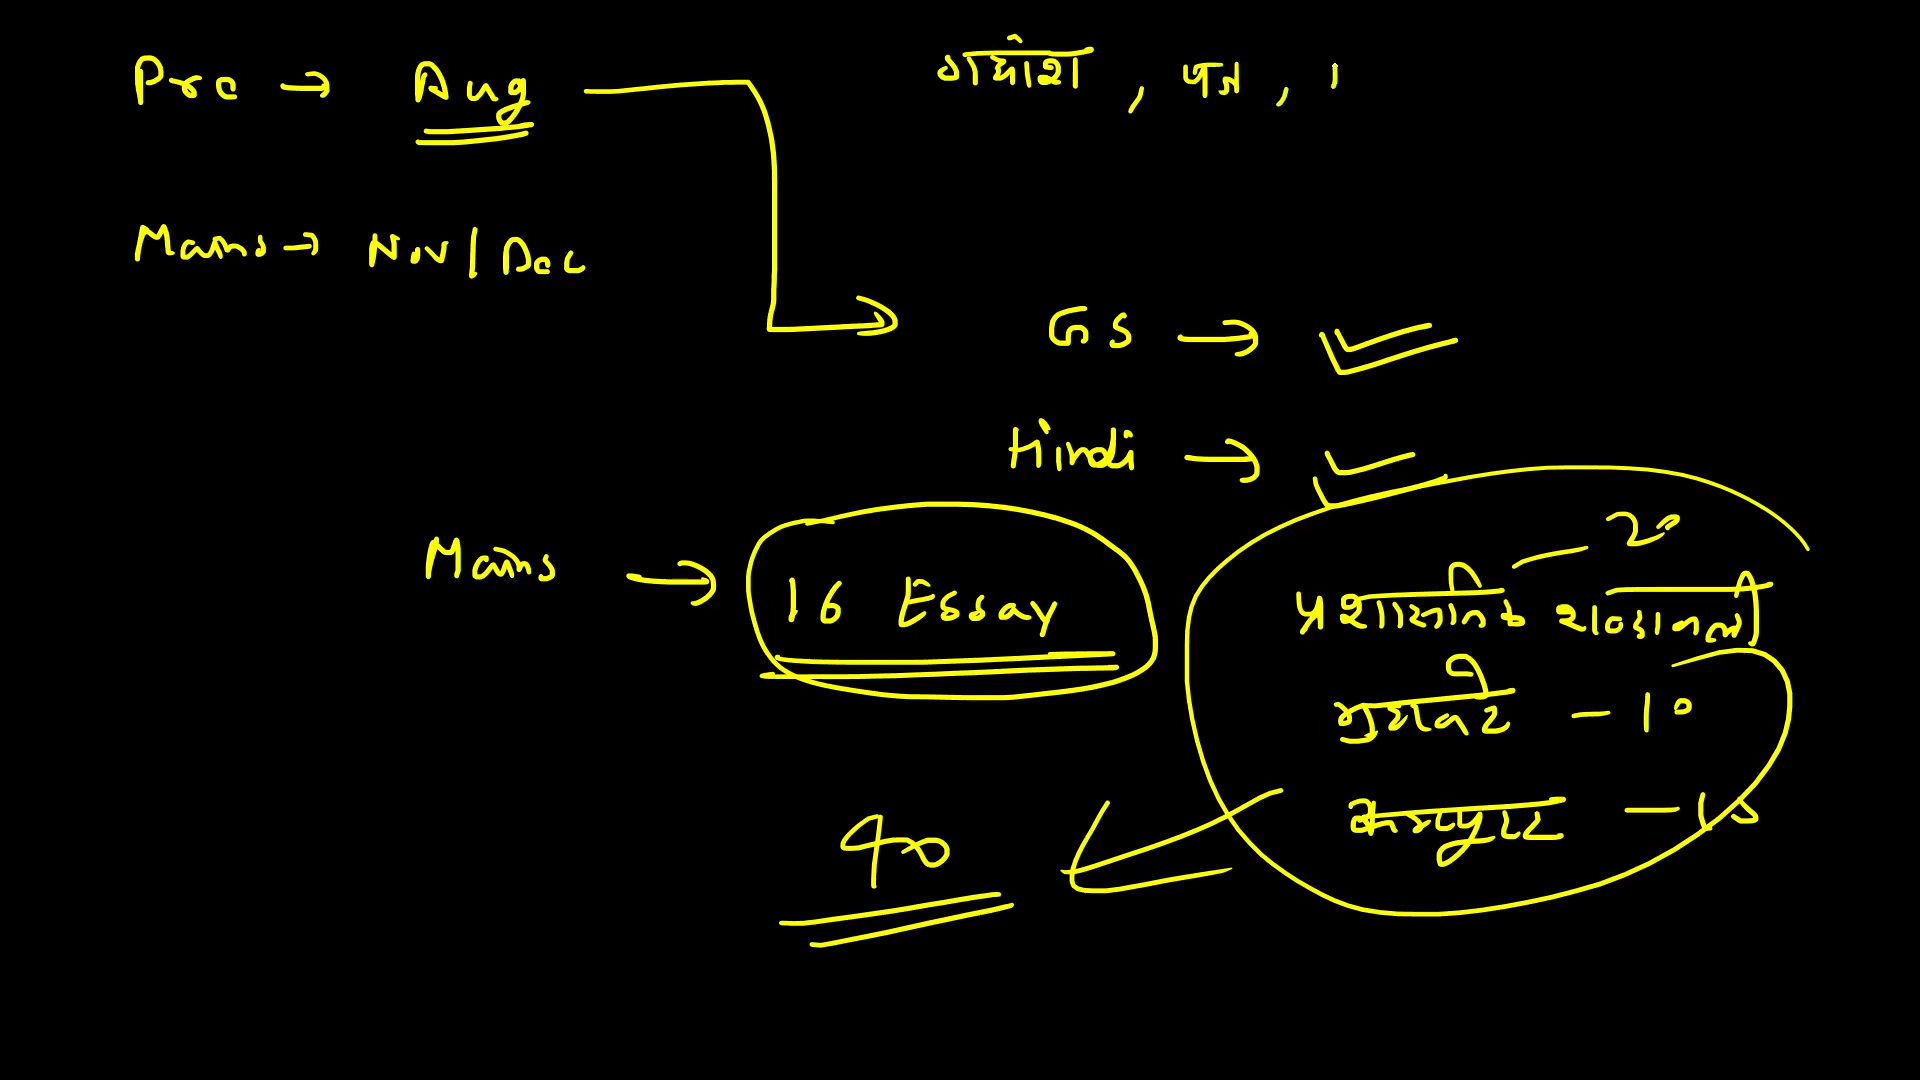 Pre → Aug
गद्यांश , पत्र , ।
Mains → Nov / Dec
GS →
Hindi →
Mains → 16 Essay
प्रशासनिक शब्दावली - 20
मुहावरे - 10
कम्प्यूटर - 10
40